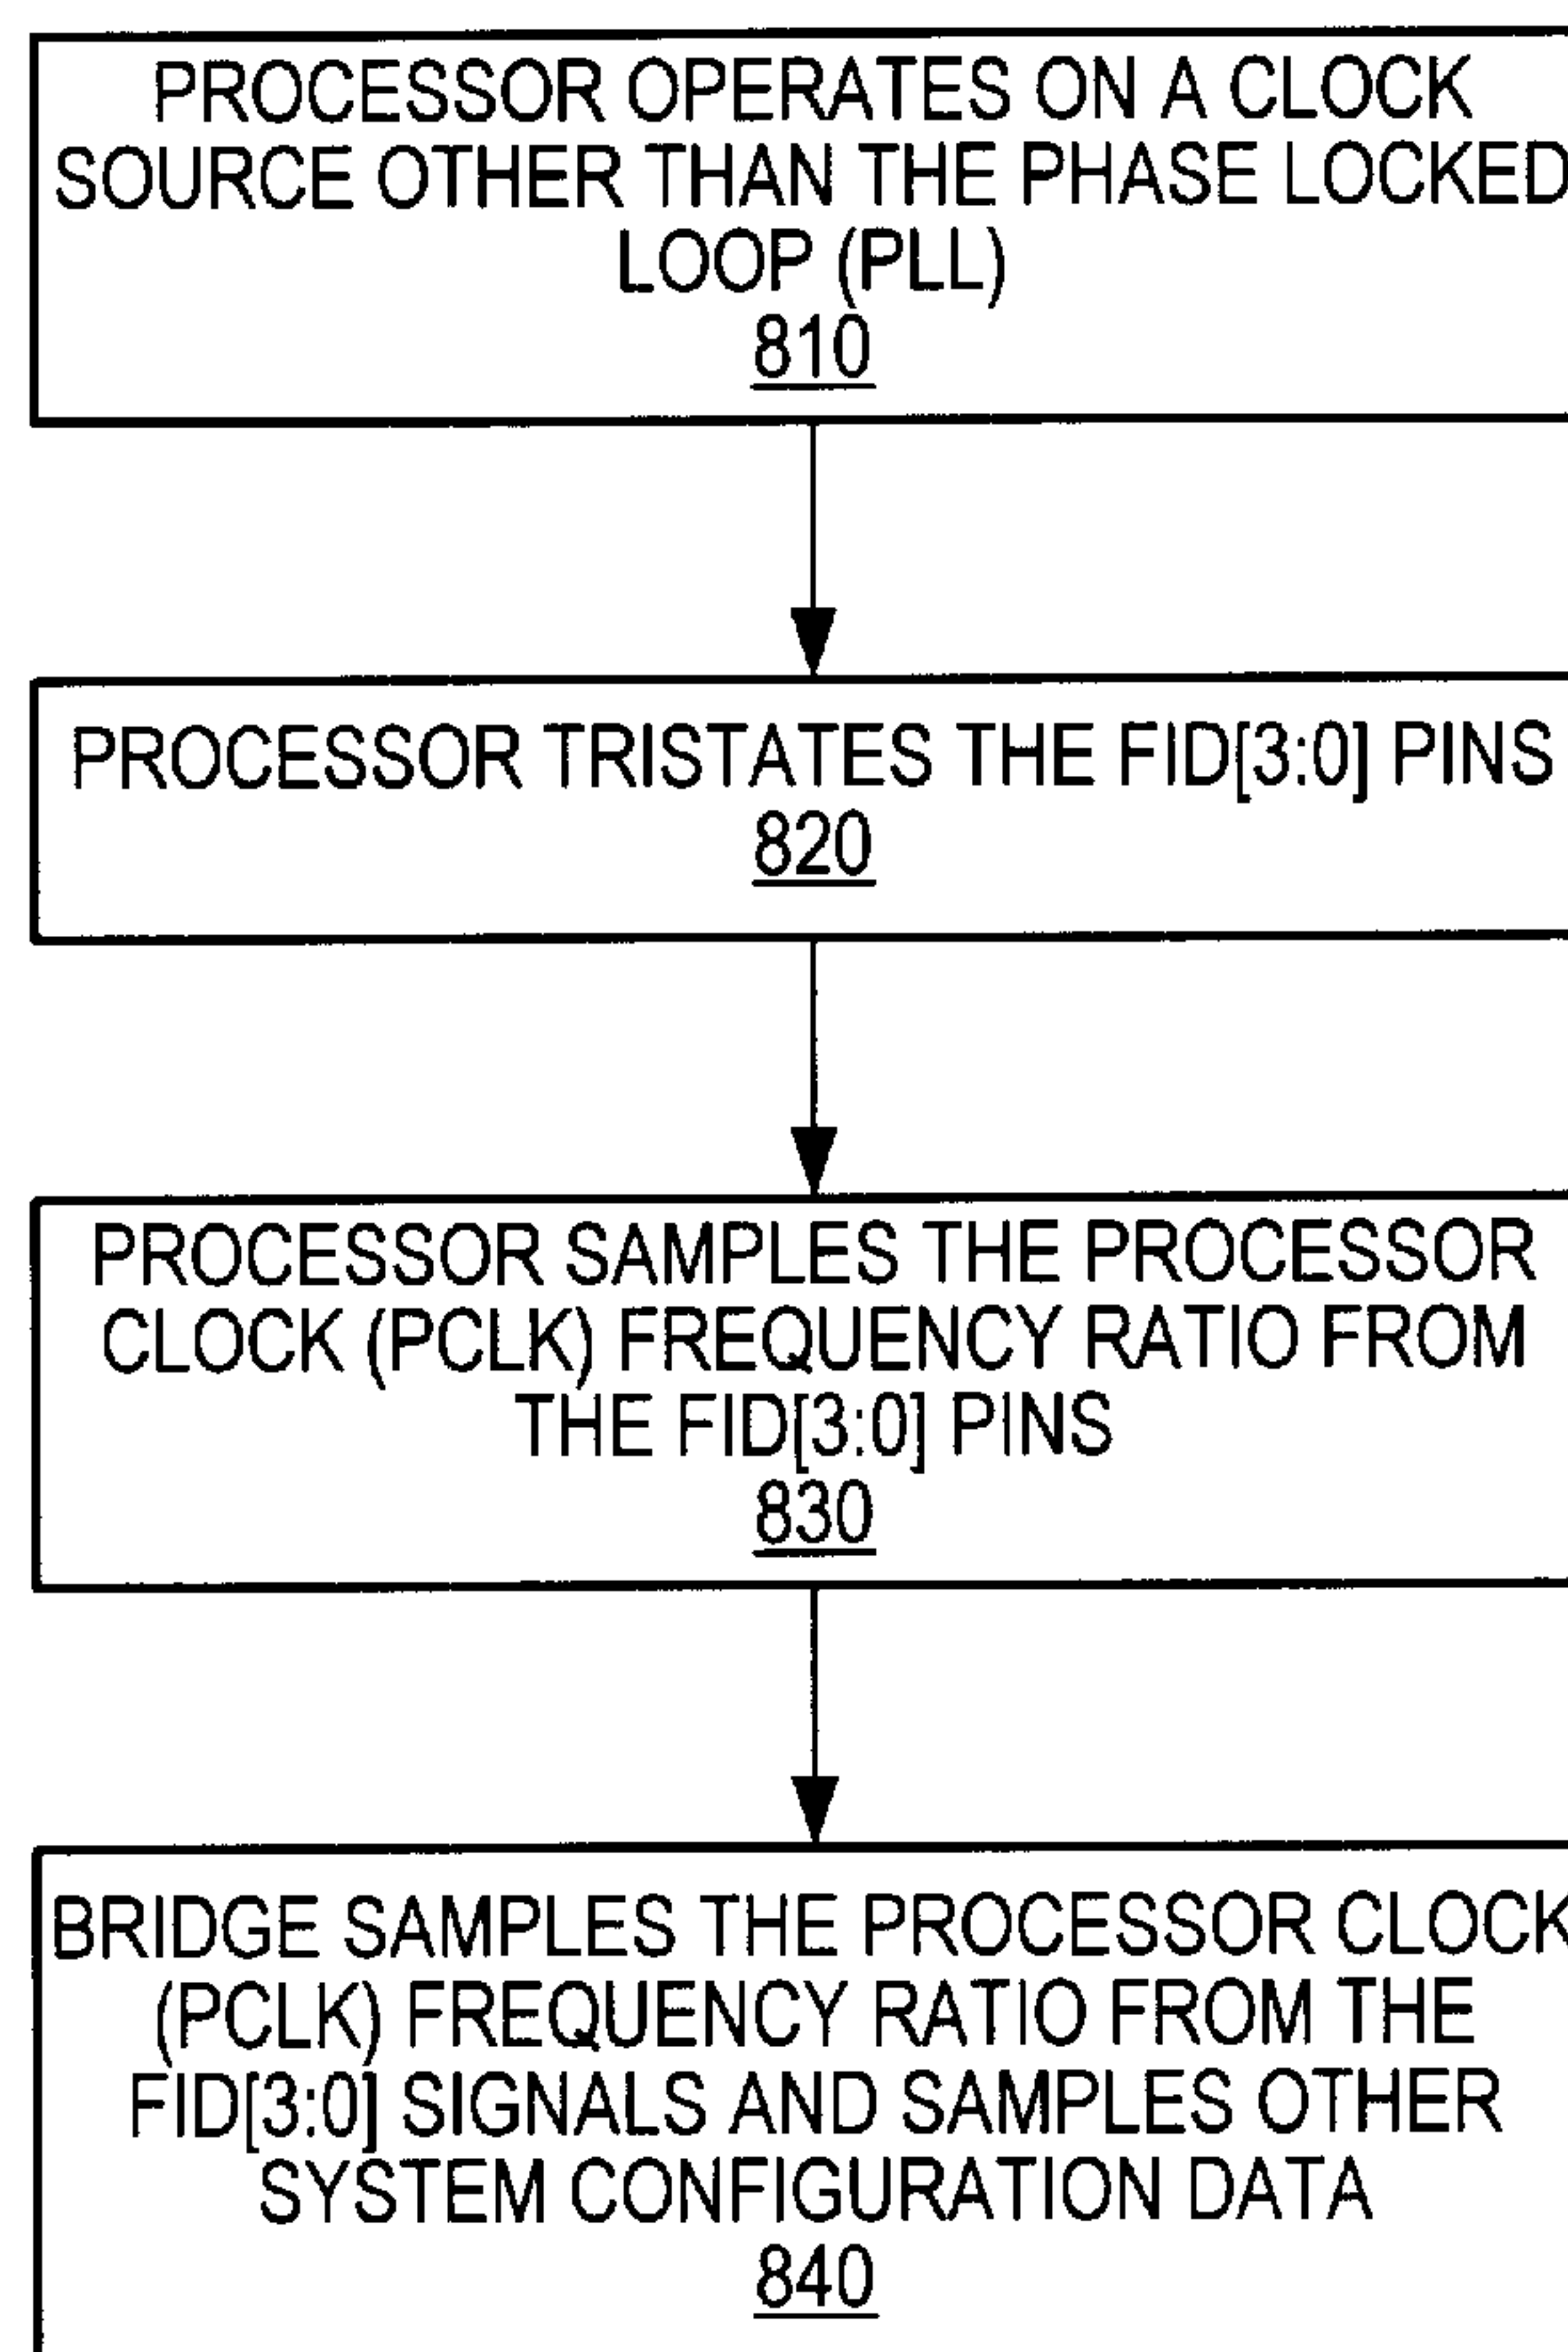 PROCESSOR OPERATES ON A CLOCK
SOURCE OTHER THAN THE PHASE LOCKED
LOOP (PLL)
810
PROCESSOR TRISTATES THE FID[3:0] PINS
820
PROCESSOR SAMPLES THE PROCESSOR
CLOCK (PCLK) FREQUENCY RATIO FROM
THE FID[3:0] PINS
830
BRIDGE SAMPLES THE PROCESSOR CLOCK
(PCLK) FREQUENCY RATIO FROM THE
FID[3:0] SIGNALS AND SAMPLES OTHER
SYSTEM CONFIGURATION DATA
840